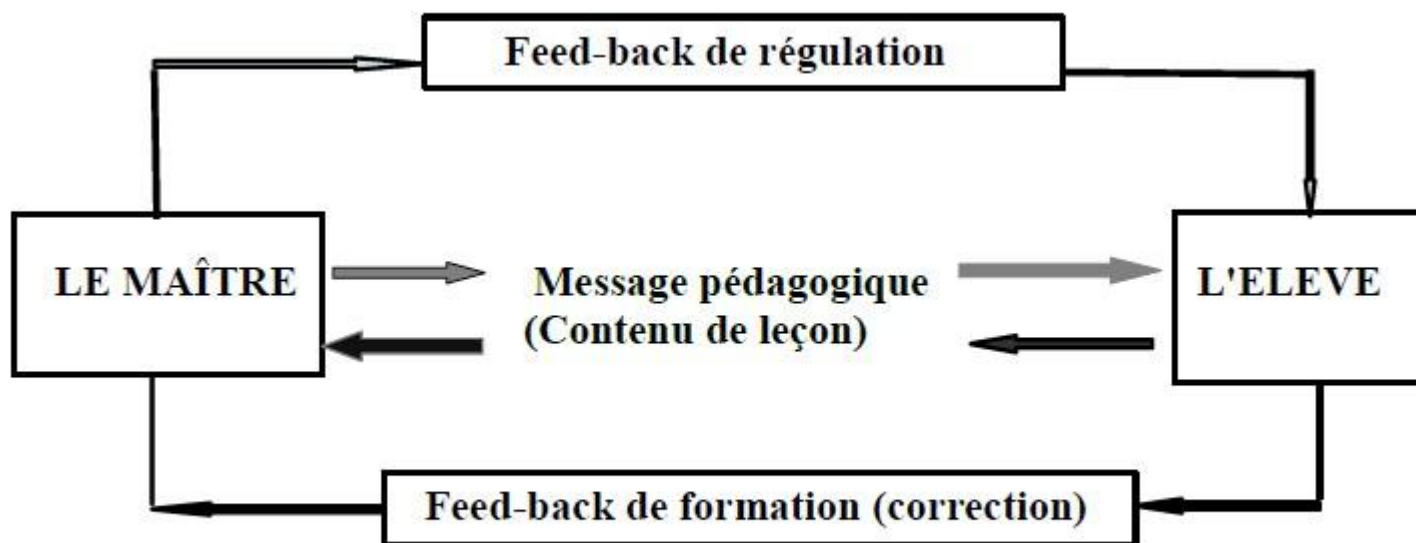 Feed-back de régulation
LE MAÎTRE
Message pédagogique
(Contenu de leçon)
L'ELEVE
Feed-back de formation (correction)